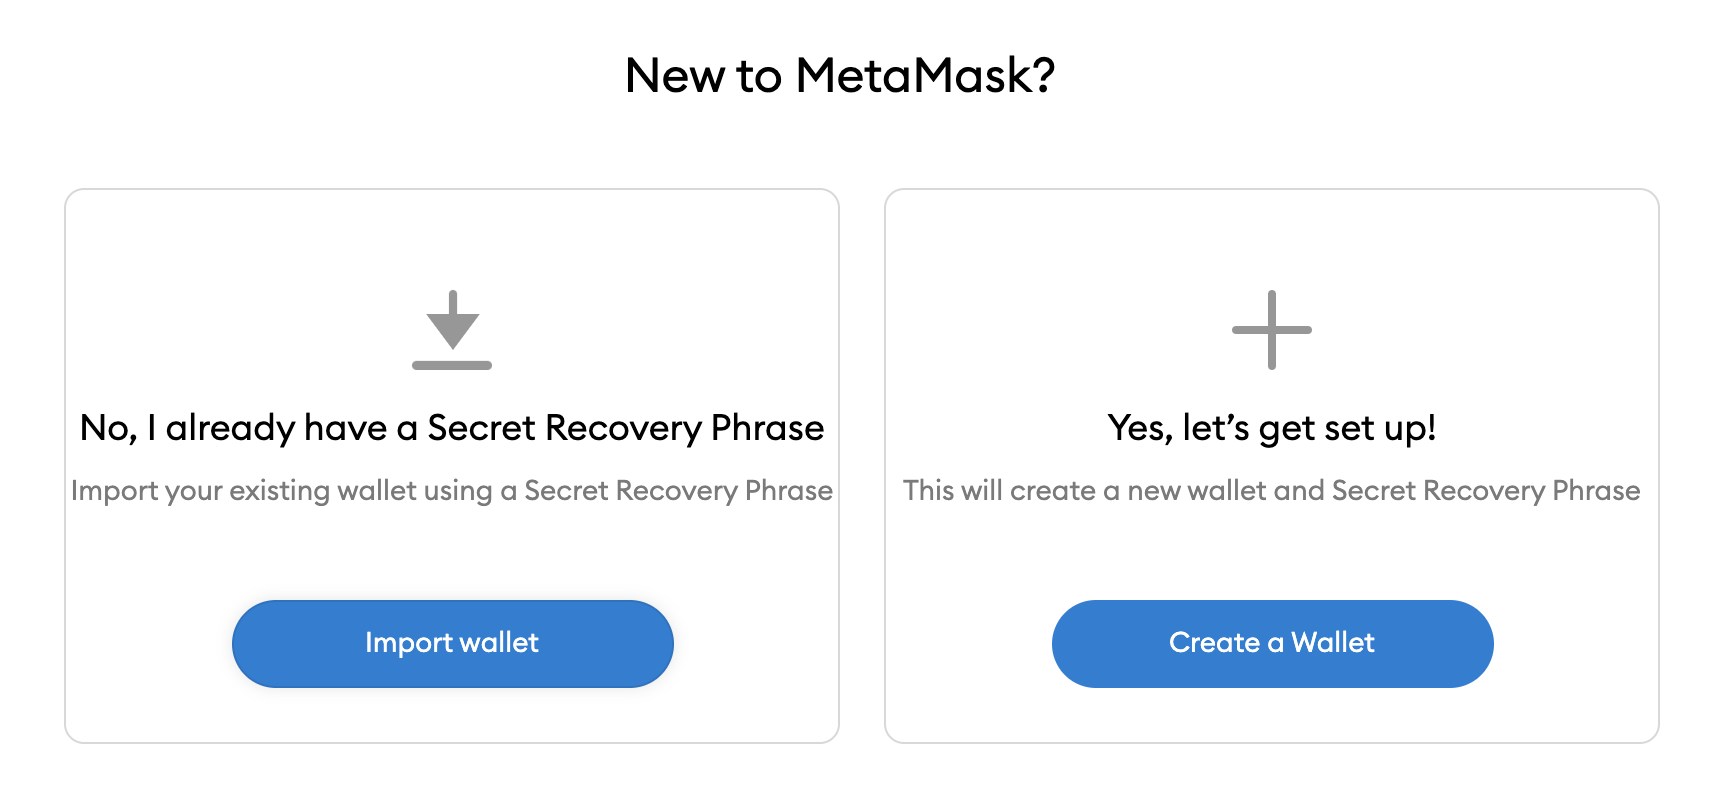 New to MetaMask?
No, I already have a Secret Recovery Phrase
Import your existing wallet using a Secret Recovery Phrase
Import wallet
Yes, let’s get set up!
This will create a new wallet and Secret Recovery Phrase
Create a Wallet